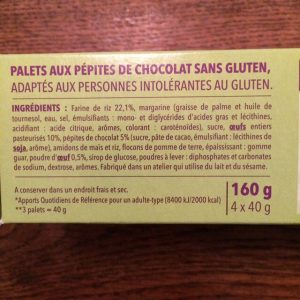 PALETS AUX PÉPITES DE CHOCOLAT SANS GLUTEN,
ADAPTÉS AUX PERSONNES INTOLÉRANTES AU GLUTEN.
INGRÉDIENTS : Farine de riz 22,1%, margarine (graisse de palme et huile de
tournesol, eau, sel, émulsifiants : mono- et diglycérides d'acides gras et lécithines,
acidifiant : acide citrique, arômes, colorant : caroténoïdes), sucre, œufs entiers
pasteurisés 10%, pépites de chocolat 5% (sucre, pâte de cacao, émulsifiant : lécithines de
soja, arôme), amidons de maïs et riz, flocons de pomme de terre, épaississant : gomme
guar, poudre d'œuf 0,5%, sirop de glucose, poudres à lever : diphosphates et carbonates
de sodium, dextrose, arômes. Fabriqué dans un atelier qui utilise du lait et du sésame.
A conserver dans un endroit frais et sec.
*Apports Quotidiens de Référence pour un adulte-type (8400 kJ/2000 kcal)
**3 palets ≈ 40 g
160 g
4 x 40 g